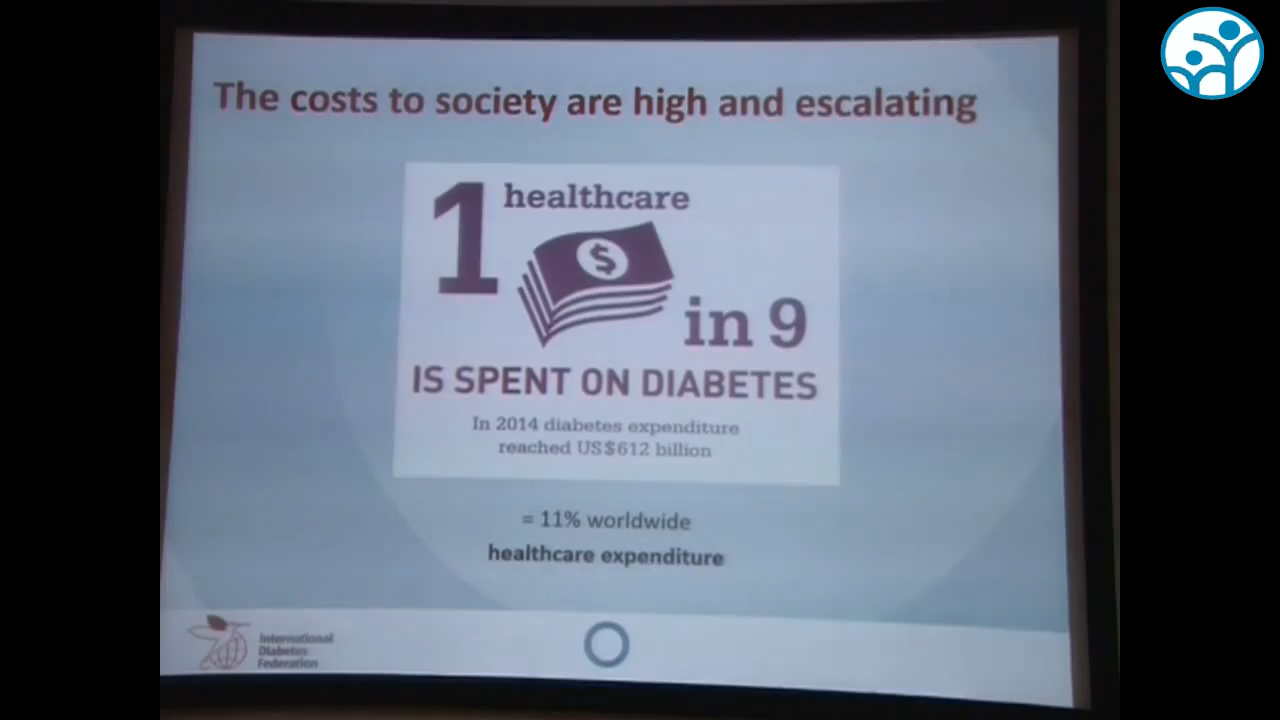 The costs to society are high and escalating
1 healthcare
$
in 9
IS SPENT ON DIABETES
In 2014 diabetes expenditure
reached US$612 billion
= 11% worldwide
healthcare expenditure
International
Diabetes
Federation